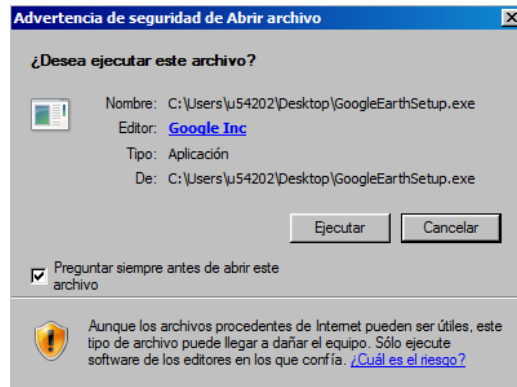 Advertencia de seguridad de Abrir archivo
¿Desea ejecutar este archivo?
Nombre: C:\Users\u54202\Desktop\GoogleEarthSetup.exe
Editor: Google Inc
Tipo: Aplicación
De: C:\Users\u54202\Desktop\GoogleEarthSetup.exe
Ejecutar Cancelar
Preguntar siempre antes de abrir este
archivo
Aunque los archivos procedentes de Internet pueden ser útiles, este
tipo de archivo puede llegar a dañar el equipo. Sólo ejecute
software de los editores en los que confía. ¿Cuál es el riesgo?